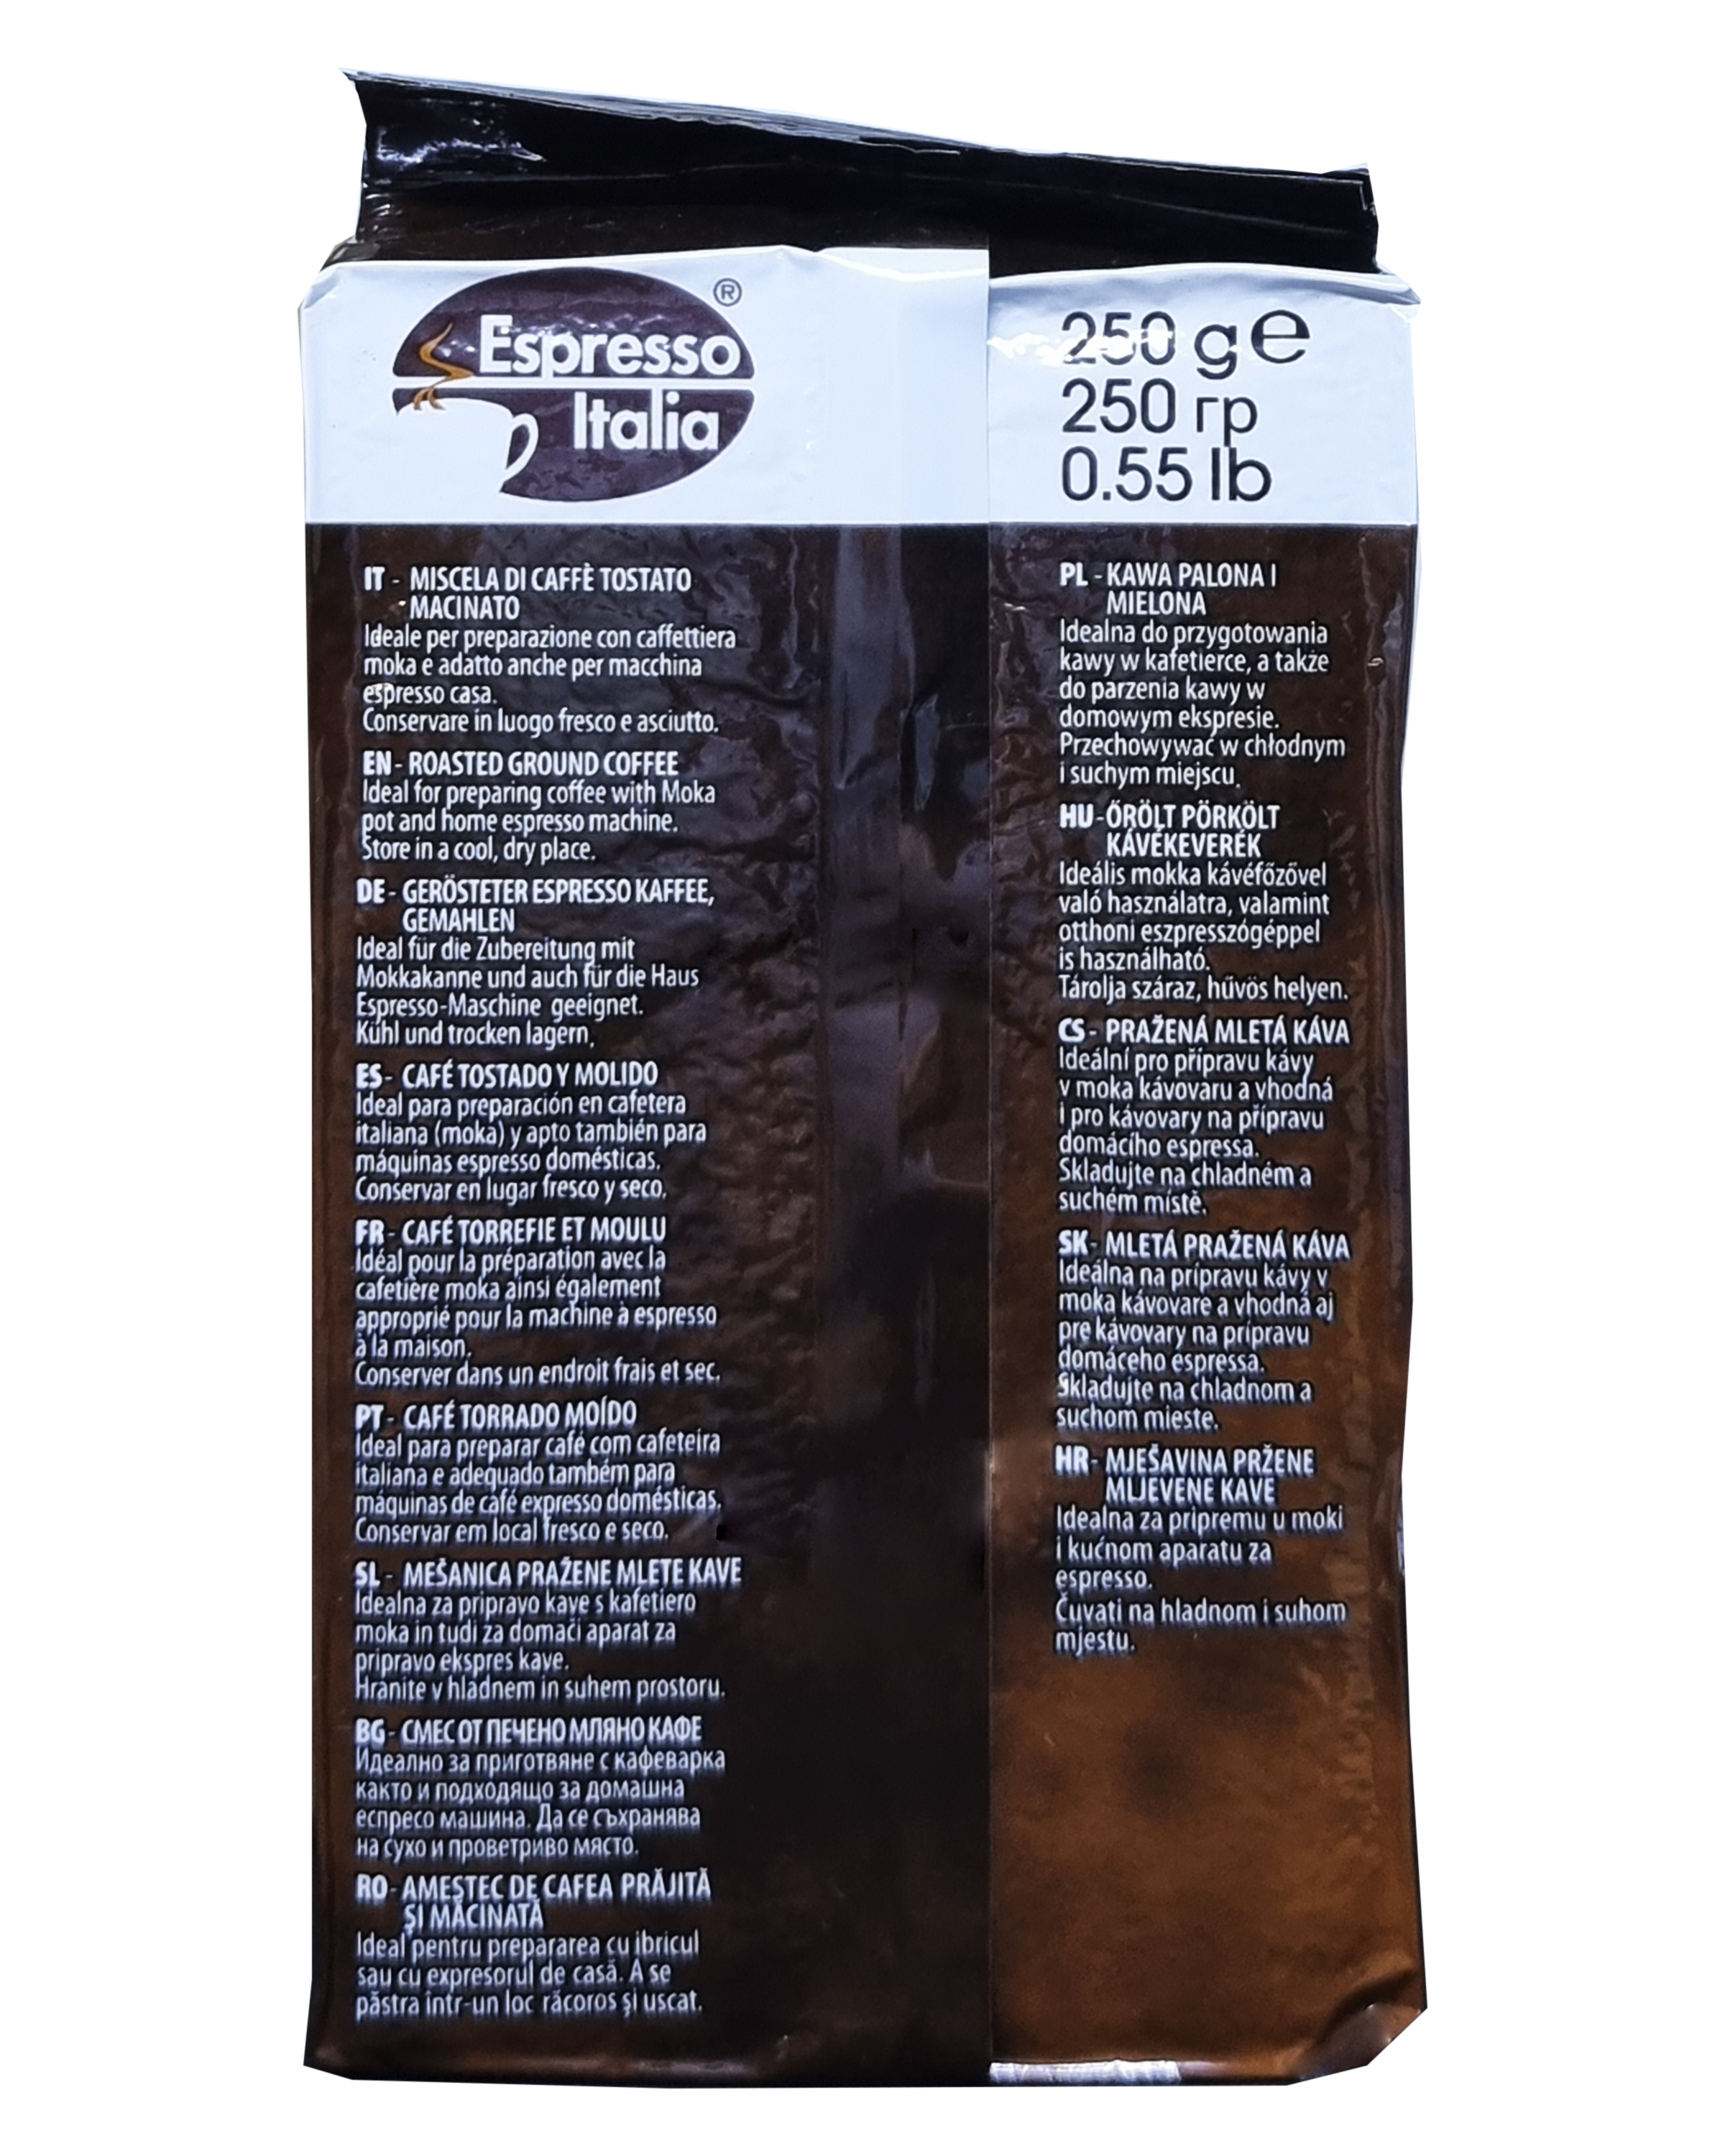 Espresso
Italia
®
IT - MISCELA DI CAFFÈ TOSTATO
MACINATO
Ideale per preparazione con caffettiera
moka e adatto anche per macchina
espresso casa.
Conservare in luogo fresco e asciutto.
EN - ROASTED GROUND COFFEE
Ideal for preparing coffee with Moka
pot and home espresso machine.
Store in a cool, dry place.
DE - GERÖSTETER ESPRESSO KAFFEE,
GEMAHLEN
Ideal für die Zubereitung mit
Mokkakanne und auch für die Haus
Espresso-Maschine geeignet.
Kühl und trocken lagern.
ES - CAFÉ TOSTADO Y MOLIDO
Ideal para preparación en cafetera
italiana (moka) y apto también para
máquinas espresso domésticas.
Conservar en lugar fresco y seco.
FR - CAFÉ TORREFIE ET MOULU
Idéal pour la préparation avec la
cafetière moka ainsi également
approprié pour la machine à espresso
à la maison.
Conserver dans un endroit frais et sec.
PT - CAFÉ TORRADO MOÍDO
Ideal para preparar café com cafeteira
italiana e adequado também para
máquinas de café expresso domésticas.
Conservar em local fresco e seco.
SL - MEŠANICA PRAŽENE MLETE KAVE
Idealna za pripravo kave s kafetiero
moka in tudi za domači aparat za
pripravo ekspres kave.
Hranite v hladnem in suhem prostoru.
BG - СМЕС ОТ ПЕЧЕНО МЛЯНО КАФЕ
Идеално за приготвяне с кафеварка
както и подходящо за домашна
еспресо машина. Да се съхранява
на сухо и проветриво място.
RO - AMESTEC DE CAFEA PRĂJITĂ
ŞI MĂCINATĂ
Ideal pentru prepararea cu ibricul
sau cu expresorul de casă. A se
păstra într-un loc răcoros şi uscat.
250 g e
250 гр
0.55 lb
PL - KAWA PALONA I
MIELONA
Idealna do przygotowania
kawy w kafetierce, a także
do parzenia kawy w
domowym ekspresie.
Przechowywać w chłodnym
i suchym miejscu.
HU - ŐRÖLT PÖRKÖLT
KÁVÉKEVERÉK
Ideális mokka kávéfőzővel
való használatra, valamint
otthoni eszpresszógéppel
is használható.
Tárolja száraz, hűvös helyen.
CS - PRAŽENÁ MLETÁ KÁVA
Ideální pro přípravu kávy
v moka kávovaru a vhodná
i pro kávovary na přípravu
domácího espressa.
Skladujte na chladném a
suchém místě.
SK - MLETÁ PRAŽENÁ KÁVA
Ideálna na prípravu kávy v
moka kávovare a vhodná aj
pre kávovary na prípravu
domáceho espressa.
Skladujte na chladnom a
suchom mieste.
HR - MJEŠAVINA PRŽENE
MLJEVENE KAVE
Idealna za pripremu u moki
i kućnom aparatu za
espresso.
Čuvati na hladnom i suhom
mjestu.